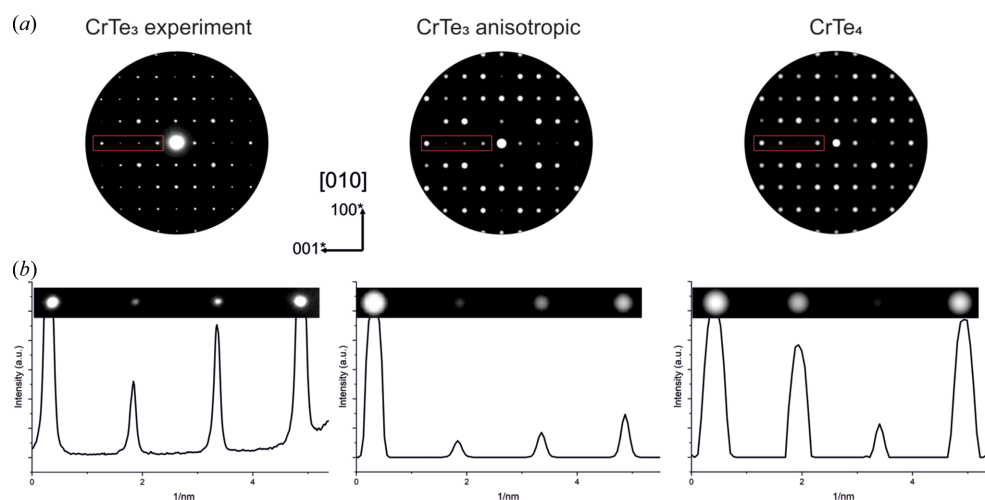 (a) CrTe₃ experiment CrTe₃ anisotropic CrTe₄
[010]
100*
001*
(b)
Intensity (a.u.) Intensity (a.u.) Intensity (a.u.)
0 2 4 0 2 4 0 2 4
1/nm 1/nm 1/nm